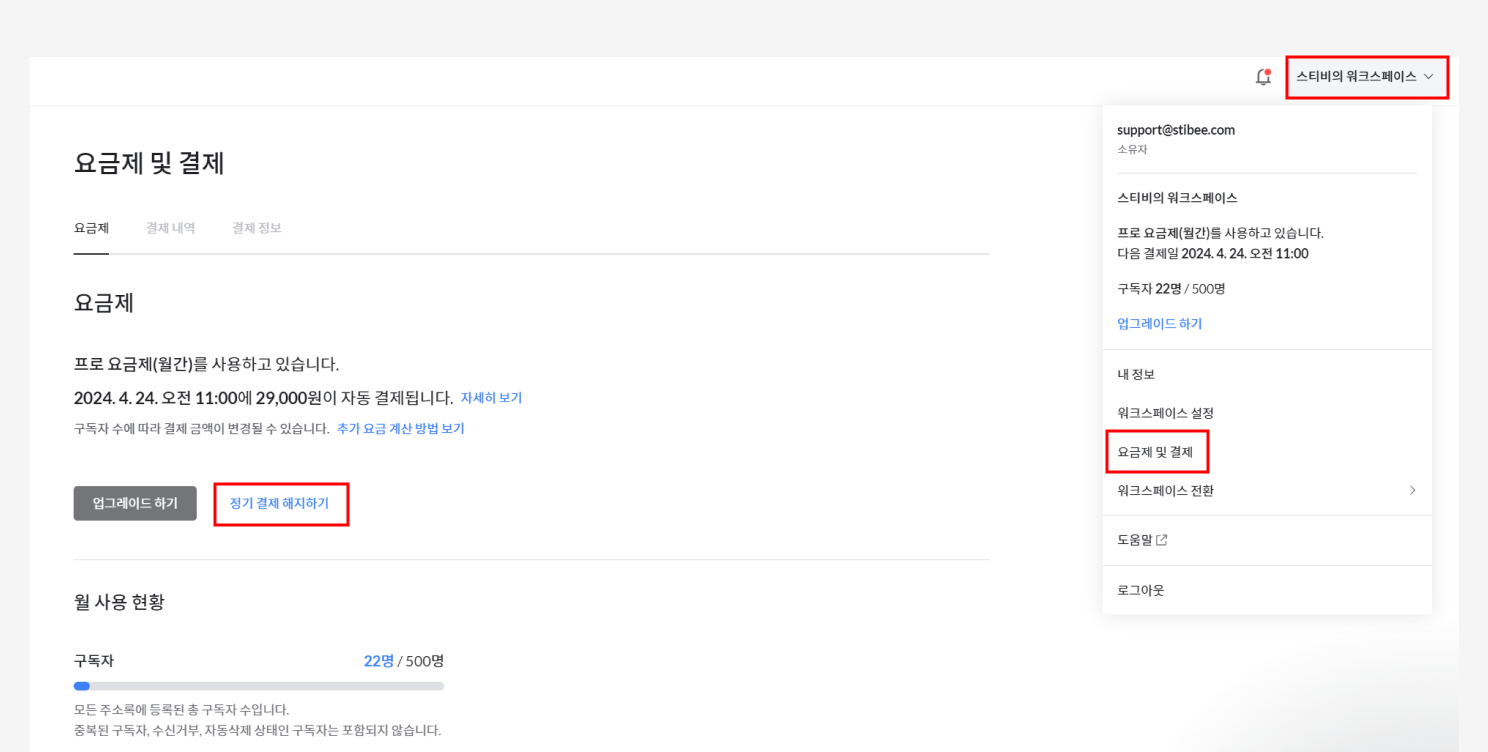 스티비의 워크스페이스
support@stibee.com
소유자
스티비의 워크스페이스
프로 요금제(월간)를 사용하고 있습니다.
다음 결제일 2024. 4. 24. 오전 11:00
구독자 22명 / 500명
업그레이드 하기
내 정보
워크스페이스 설정
요금제 및 결제
워크스페이스 전환
도움말
로그아웃
요금제 및 결제
요금제 결제 내역 결제 정보
요금제
프로 요금제(월간)를 사용하고 있습니다.
2024. 4. 24. 오전 11:00에 29,000원이 자동 결제됩니다. 자세히 보기
구독자 수에 따라 결제 금액이 변경될 수 있습니다. 추가 요금 계산 방법 보기
업그레이드 하기 정기 결제 해지하기
월 사용 현황
구독자 22명 / 500명
모든 주소록에 등록된 총 구독자 수입니다.
중복된 구독자, 수신거부, 자동삭제 상태인 구독자는 포함되지 않습니다.